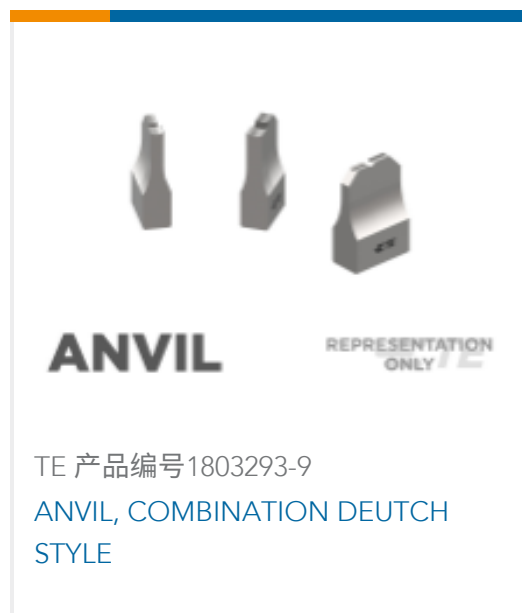 ANVIL
REPRESENTATION
ONLY
TE
TE 产品编号1803293-9
ANVIL, COMBINATION DEUTCH
STYLE